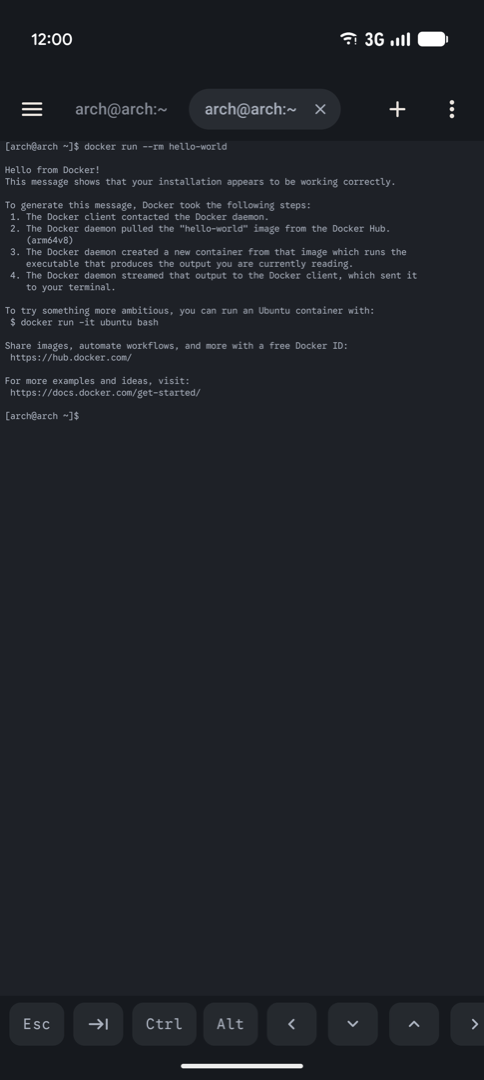 12:00 3G
arch@arch:~ arch@arch:~
[arch@arch ~]$ docker run --rm hello-world
Hello from Docker!
This message shows that your installation appears to be working correctly.
To generate this message, Docker took the following steps:
1. The Docker client contacted the Docker daemon.
2. The Docker daemon pulled the "hello-world" image from the Docker Hub.
(arm64v8)
3. The Docker daemon created a new container from that image which runs the
executable that produces the output you are currently reading.
4. The Docker daemon streamed that output to the Docker client, which sent it
to your terminal.
To try something more ambitious, you can run an Ubuntu container with:
$ docker run -it ubuntu bash
Share images, automate workflows, and more with a free Docker ID:
https://hub.docker.com/
For more examples and ideas, visit:
https://docs.docker.com/get-started/
[arch@arch ~]$
Esc Ctrl Alt